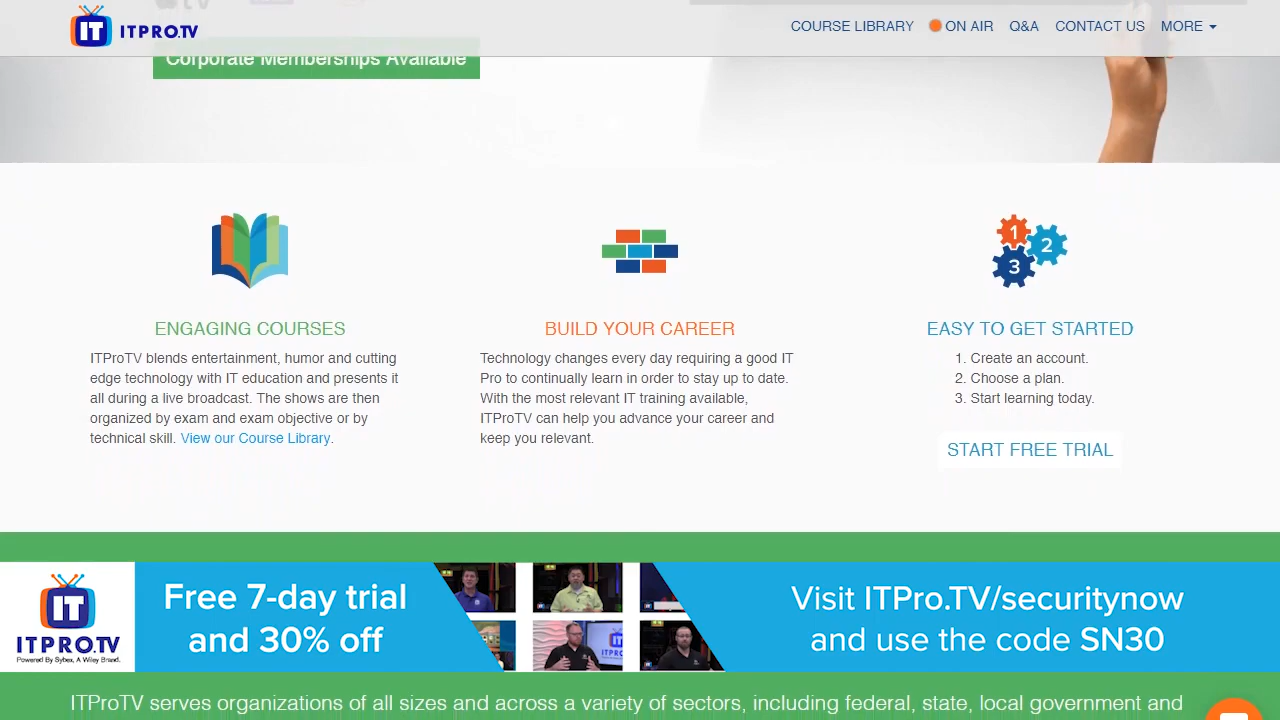 IT ITPRO.TV
COURSE LIBRARY ON AIR Q&A CONTACT US MORE
Corporate Memberships Available
1 2 3
ENGAGING COURSES
ITProTV blends entertainment, humor and cutting
edge technology with IT education and presents it
all during a live broadcast. The shows are then
organized by exam and exam objective or by
technical skill. View our Course Library.
BUILD YOUR CAREER
Technology changes every day requiring a good IT
Pro to continually learn in order to stay up to date.
With the most relevant IT training available,
ITProTV can help you advance your career and
keep you relevant.
EASY TO GET STARTED
1. Create an account.
2. Choose a plan.
3. Start learning today.
START FREE TRIAL
IT
ITPRO.TV
Powered By Sybex, A Wiley Brand.
Free 7-day trial
and 30% off
Visit ITPro.TV/securitynow
and use the code SN30
ITProTV serves organizations of all sizes and across a variety of sectors, including federal, state, local government and